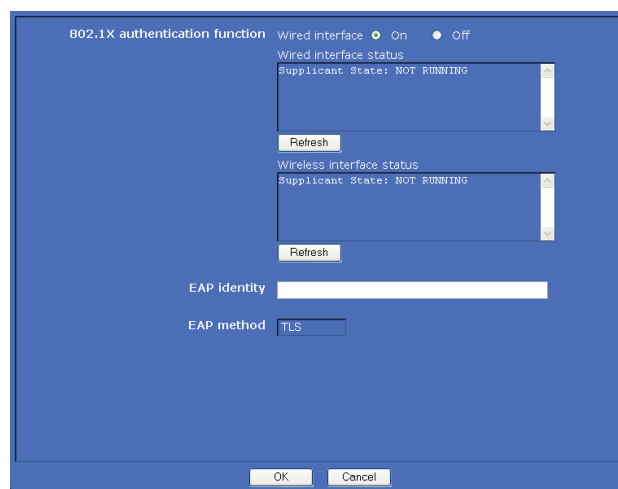 802.1X authentication function Wired interface On Off
Wired interface status
Supplicant State: NOT RUNNING
Refresh
Wireless interface status
Supplicant State: NOT RUNNING
Refresh
EAP identity
EAP method TLS
OK Cancel